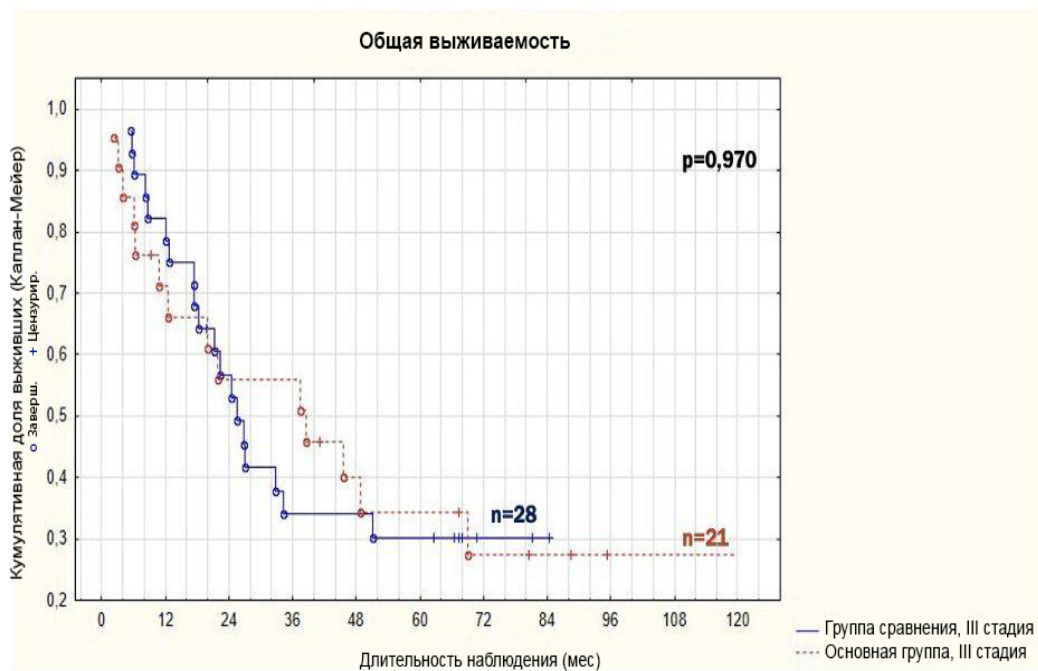 Общая выживаемость
Кумулятивная доля выживших (Каплан-Мейер)
o Заверш. + Цензурир.
1,0
0,9
0,8
0,7
0,6
0,5
0,4
0,3
0,2
p=0,970
n=28
n=21
0 12 24 36 48 60 72 84 96 108 120
Длительность наблюдения (мес)
Группа сравнения, III стадия
Основная группа, III стадия